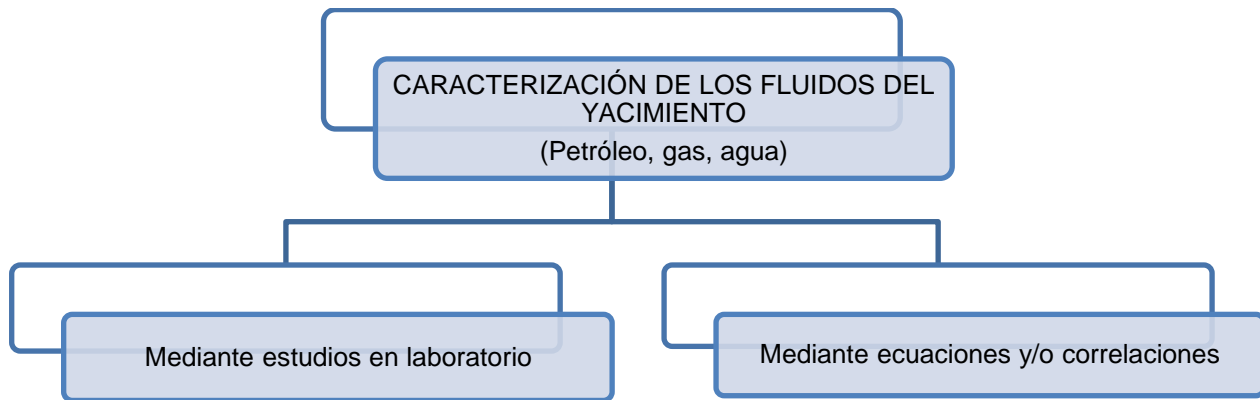 CARACTERIZACIÓN DE LOS FLUIDOS DEL
YACIMIENTO
(Petróleo, gas, agua)
Mediante estudios en laboratorio
Mediante ecuaciones y/o correlaciones